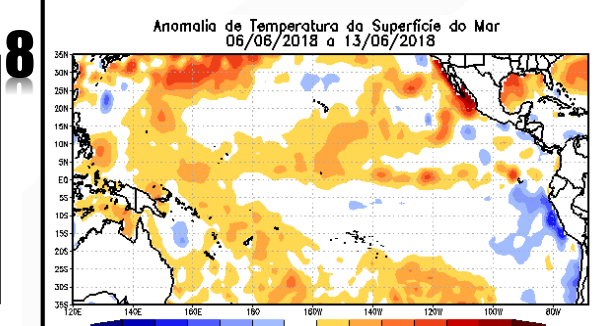 8
Anomalia de Temperatura da Superfície do Mar
06/06/2018 a 13/06/2018
35N
30N
25N
20N
15N
10N
5N
EQ
5S
10S
15S
20S
25S
30S
35S
120E 140E 160E 180 160W 140W 120W 100W 80W